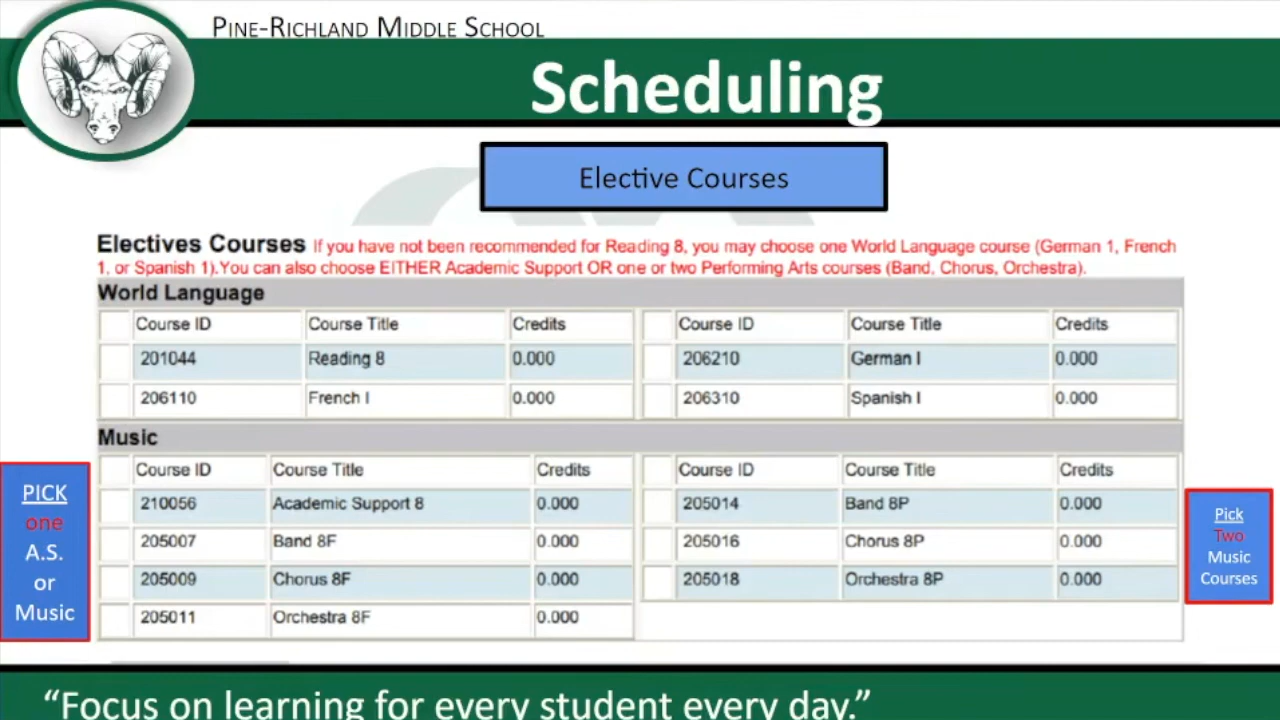 PINE-RICHLAND MIDDLE SCHOOL
Scheduling
Elective Courses
Electives Courses If you have not been recommended for Reading 8, you may choose one World Language course (German 1, French
1, or Spanish 1).You can also choose EITHER Academic Support OR one or two Performing Arts courses (Band, Chorus, Orchestra).
World Language
Course ID Course Title Credits Course ID Course Title Credits
201044 Reading 8 0.000 206210 German I 0.000
206110 French I 0.000 206310 Spanish I 0.000
Music
Course ID Course Title Credits Course ID Course Title Credits
210056 Academic Support 8 0.000 205014 Band 8P 0.000
205007 Band 8F 0.000 205016 Chorus 8P 0.000
205009 Chorus 8F 0.000 205018 Orchestra 8P 0.000
205011 Orchestra 8F 0.000
PICK
one
A.S.
or
Music
Pick
Two
Music
Courses
“Focus on learning for every student every day.”